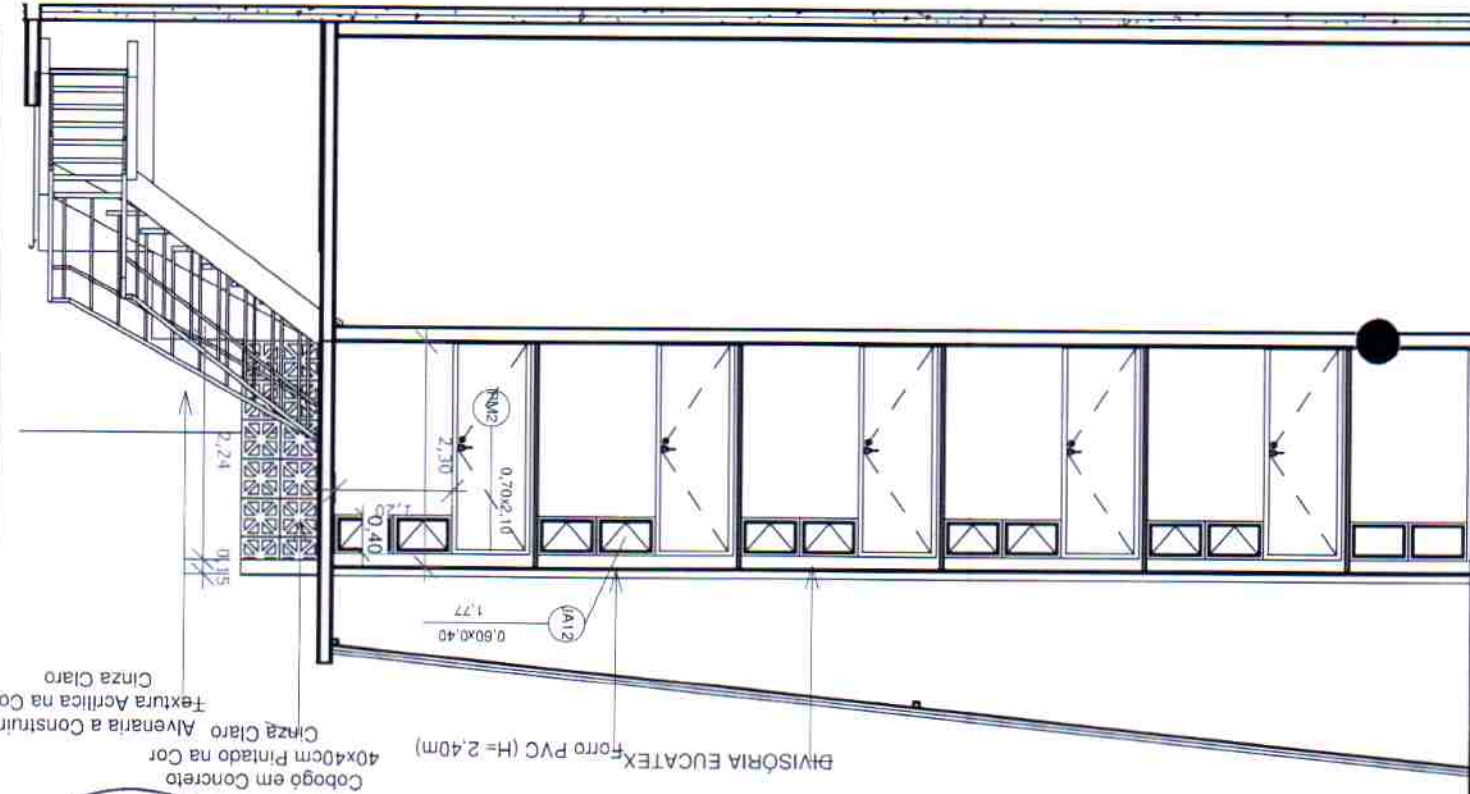 DIVISÓRIA EUCATEX
Forro PVC (H= 2,40m)
Cobogó em Concreto
40x40cm Pintado na Cor
Cinza Claro
Alvenaria a Construir
Textura Acrílica na Co
Cinza Claro
JA12
0,60x0,40
1,77
0,15
2,24
0,40
1,20
2,30
0,70x2,10